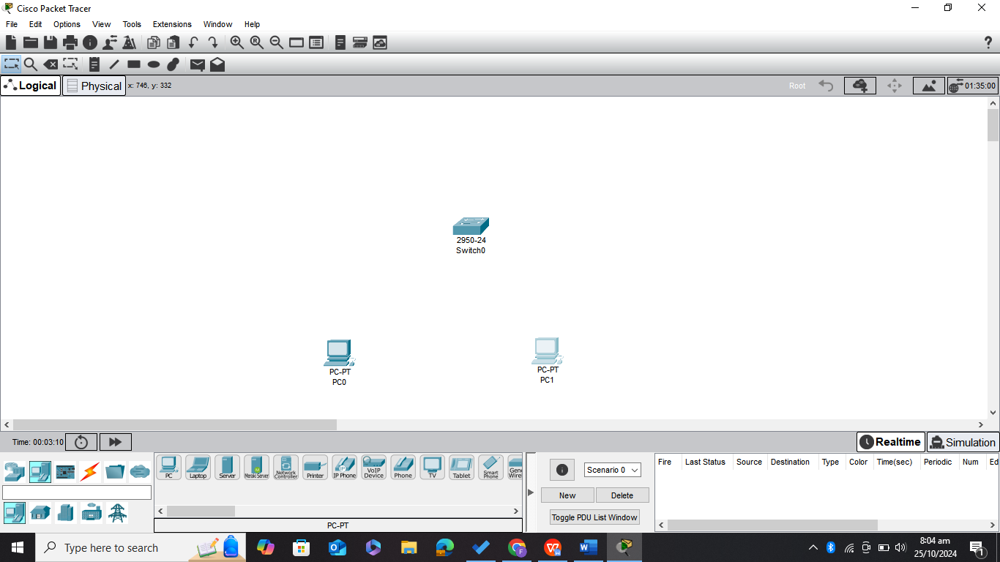 Cisco Packet Tracer
File Edit Options View Tools Extensions Window Help
?
Logical Physical x: 746, y: 332 Root 01:35:00
2950-24
Switch0
PC-PT
PC0
PC-PT
PC1
Time: 00:03:10 Realtime Simulation
PC Laptop Server Meraki Server Network Controller Printer IP Phone VoIP Device Phone TV Tablet Smart Phone
PC-PT
Scenario 0
New Delete
Toggle PDU List Window
Fire Last Status Source Destination Type Color Time(sec) Periodic Num Ed
Type here to search
8:04 am
25/10/2024
1